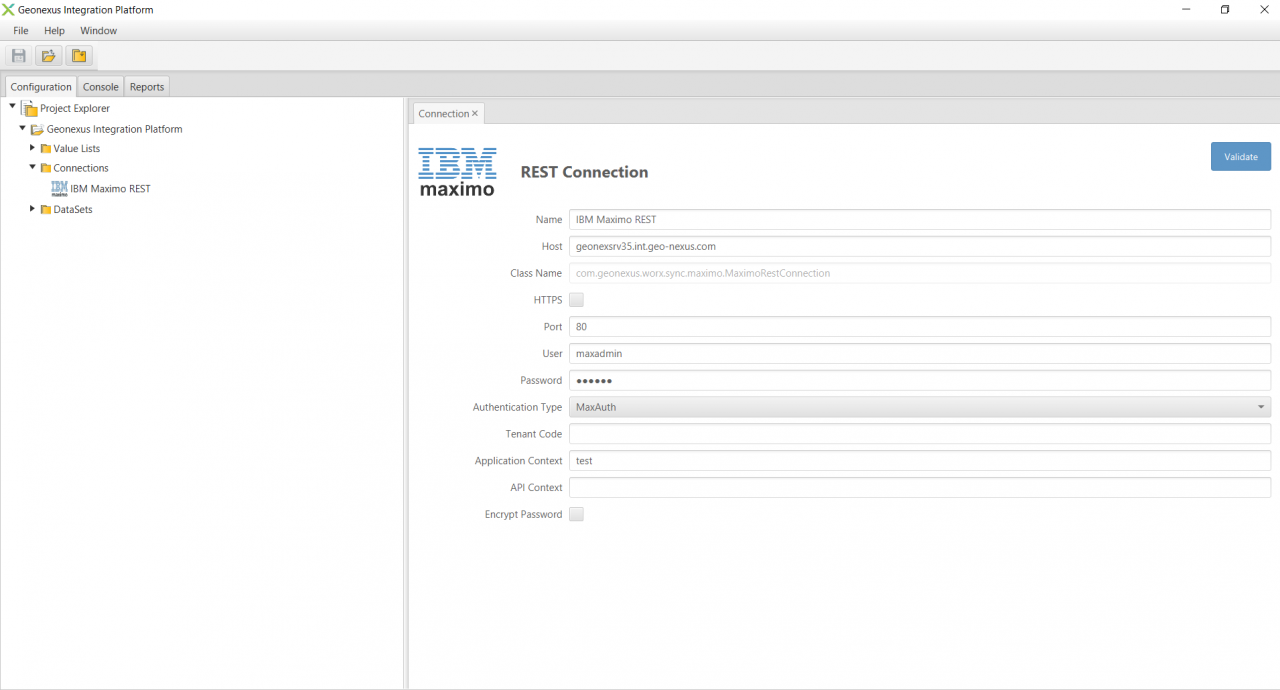 Geonexus Integration Platform
File Help Window
Configuration Console Reports
Project Explorer
Geonexus Integration Platform
Value Lists
Connections
IBM Maximo REST
DataSets
Connection
IBM
maximo
REST Connection
Validate
Name IBM Maximo REST
Host geonexsrv35.int.geo-nexus.com
Class Name com.geonexus.worx.sync.maximo.MaximoRestConnection
HTTPS
Port 80
User maxadmin
Password ●●●●●●
Authentication Type MaxAuth
Tenant Code
Application Context test
API Context
Encrypt Password